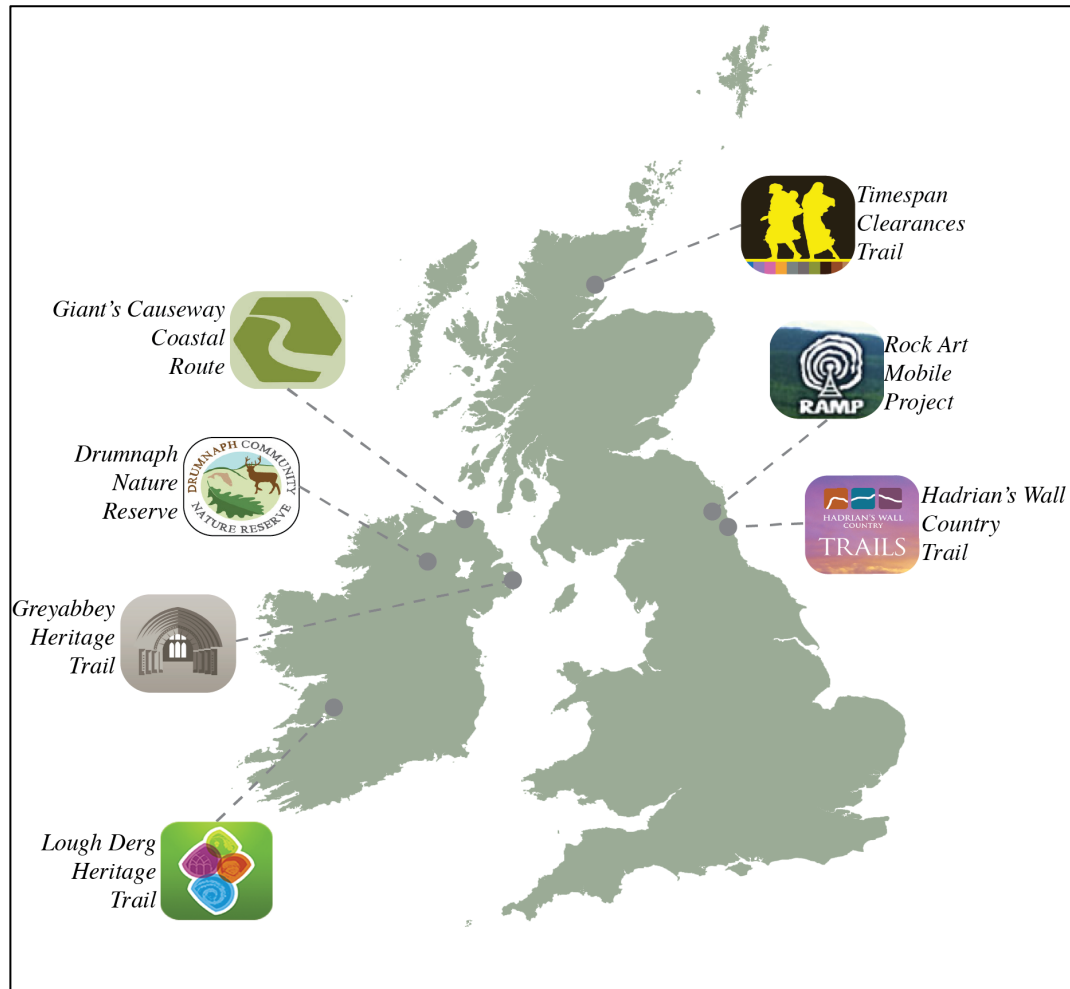 Timespan
Clearances
Trail
Giant's Causeway
Coastal
Route
Rock Art
Mobile
Project
RAMP
Drumnaph
Nature
Reserve
DRUMNAPH COMMUNITY
NATURE RESERVE
Hadrian's Wall
Country
Trail
HADRIAN'S WALL
COUNTRY
TRAILS
Greyabbey
Heritage
Trail
Lough Derg
Heritage
Trail